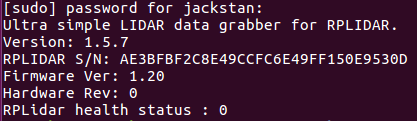 [sudo] password for jackstan:
Ultra simple LIDAR data grabber for RPLIDAR.
Version: 1.5.7
RPLIDAR S/N: AE3BFBF2C8E49CCFC6E49FF150E9530D
Firmware Ver: 1.20
Hardware Rev: 0
RPLidar health status : 0